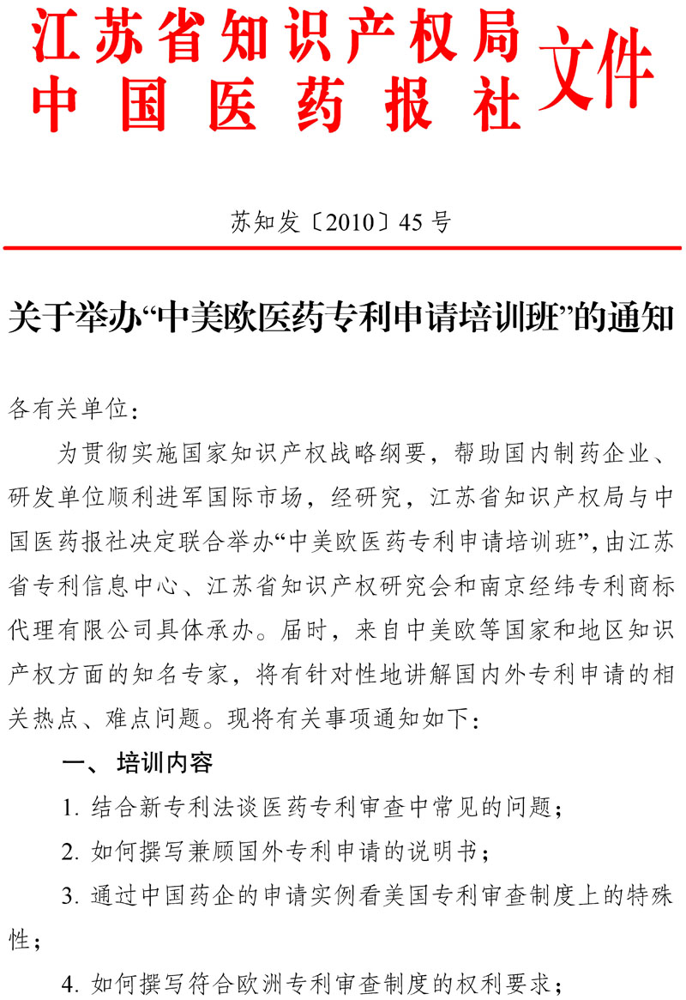 江苏省知识产权局
中国医药报社
文件
苏知发〔2010〕45号
关于举办“中美欧医药专利申请培训班”的通知
各有关单位：
为贯彻实施国家知识产权战略纲要，帮助国内制药企业、
研发单位顺利进军国际市场，经研究，江苏省知识产权局与中
国医药报社决定联合举办“中美欧医药专利申请培训班”，由江苏
省专利信息中心、江苏省知识产权研究会和南京经纬专利商标
代理有限公司具体承办。届时，来自中美欧等国家和地区知识
产权方面的知名专家，将有针对性地讲解国内外专利申请的相
关热点、难点问题。现将有关事项通知如下：
一、 培训内容
1. 结合新专利法谈医药专利审查中常见的问题；
2. 如何撰写兼顾国外专利申请的说明书；
3. 通过中国药企的申请实例看美国专利审查制度上的特殊
性；
4. 如何撰写符合欧洲专利审查制度的权利要求；